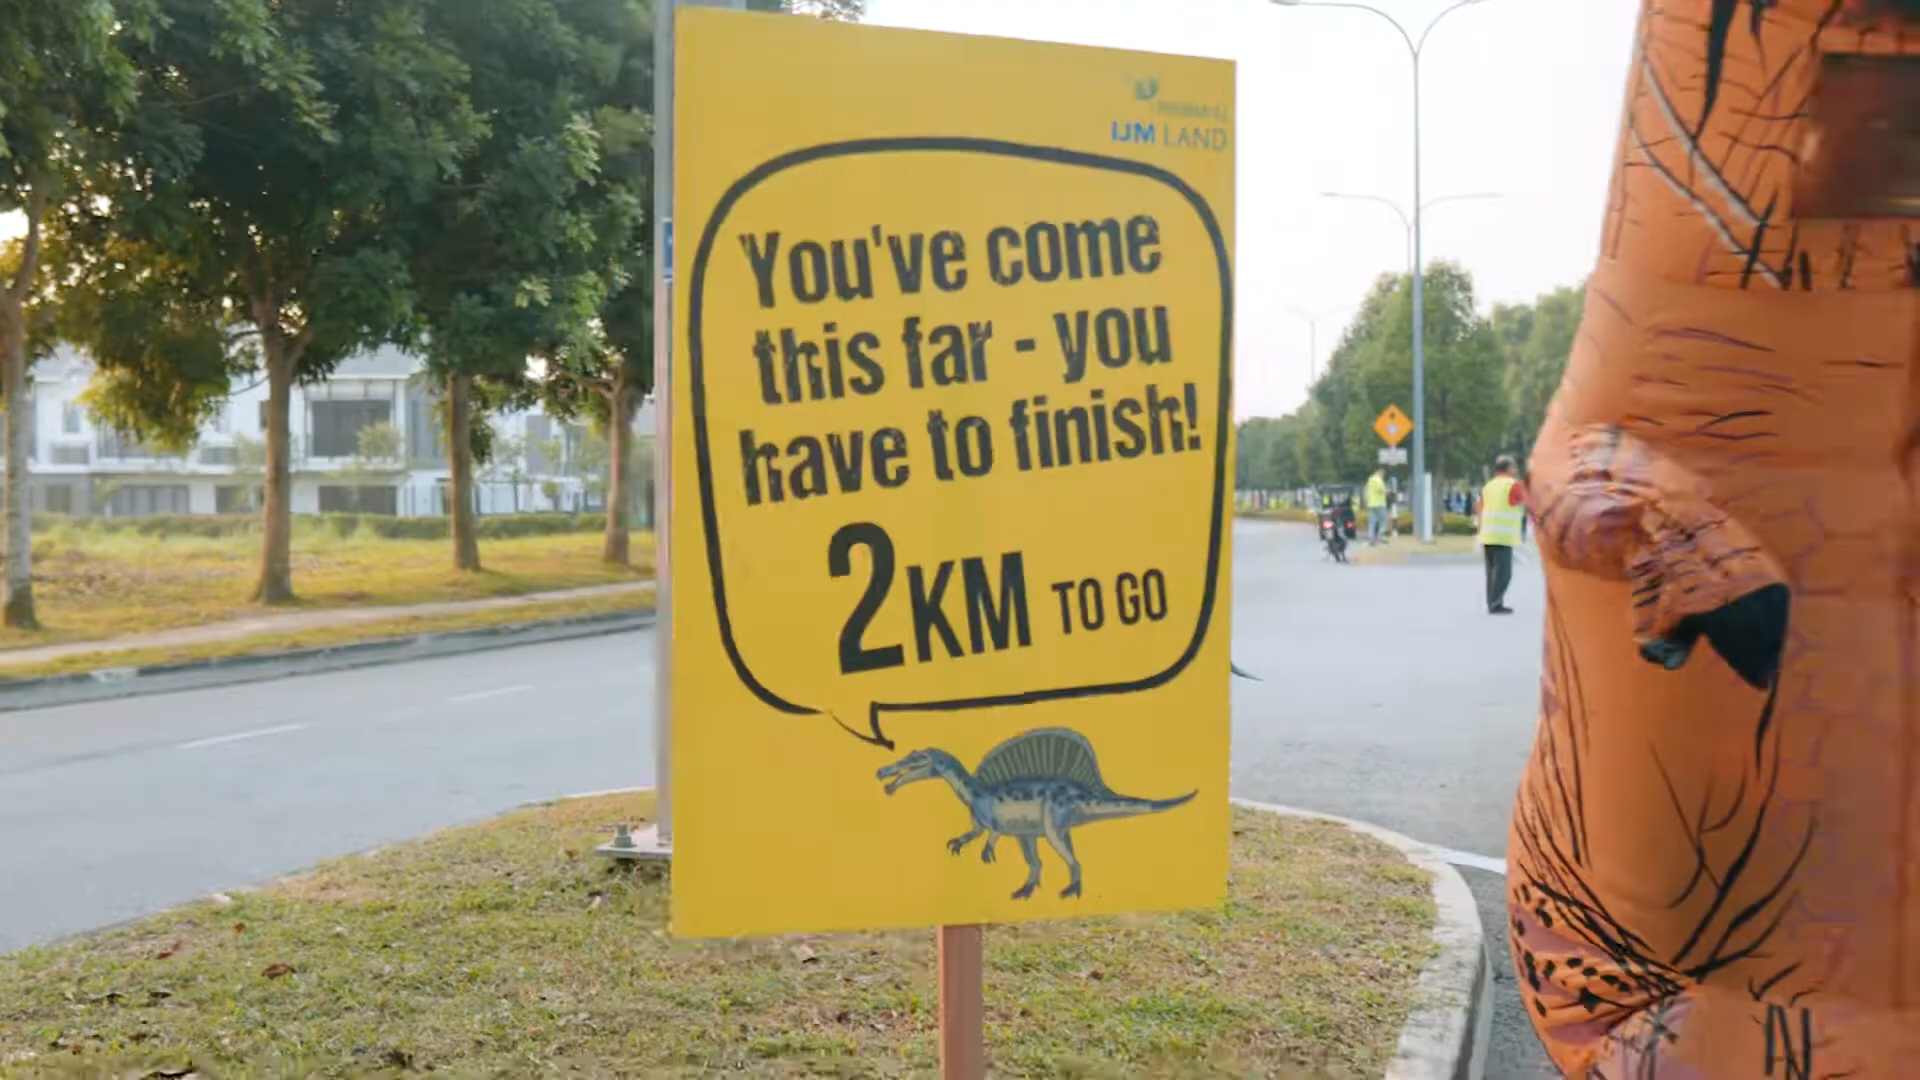 IJM LAND
You've come
this far - you
have to finish!
2KM TO GO